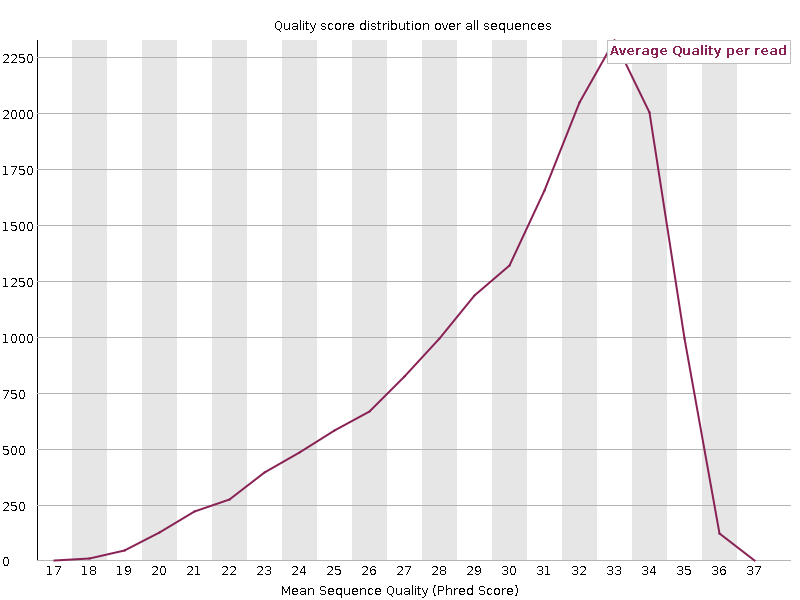 Quality score distribution over all sequences
Average Quality per read
2250
2000
1750
1500
1250
1000
750
500
250
0
17 18 19 20 21 22 23 24 25 26 27 28 29 30 31 32 33 34 35 36 37
Mean Sequence Quality (Phred Score)